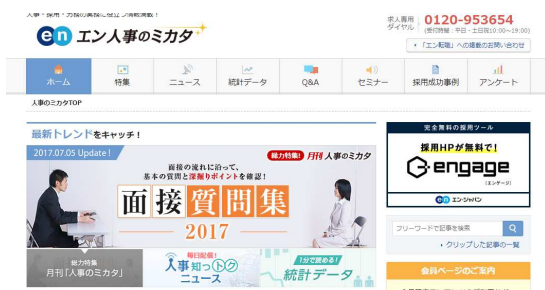 人事・採用・労務の実務に役立つ情報満載!
en エン人事のミカタ
求人専用ダイヤル 0120-953654
(受付時間：平日・土日祝10:00~19:00)
「エン転職」への掲載のお問い合わせ
ホーム 特集 ニュース 統計データ Q&A セミナー 採用成功事例 アンケート
人事のミカタTOP
最新トレンドをキャッチ！
2017.07.05 Update！
総力特集! 月刊 人事のミカタ
面接の流れに沿って、
基本の質問と深掘りポイントを確認！
面接質問集
2017
総力特集
月刊「人事のミカタ」
毎日配信!
人事知っトク
ニュース
1分で読める!
統計データ
完全無料の採用ツール
採用HPが無料で!
engage
[エンゲージ]
en エン・ジャパン
フリーワードで記事を検索
クリップした記事の一覧
会員ページのご案内